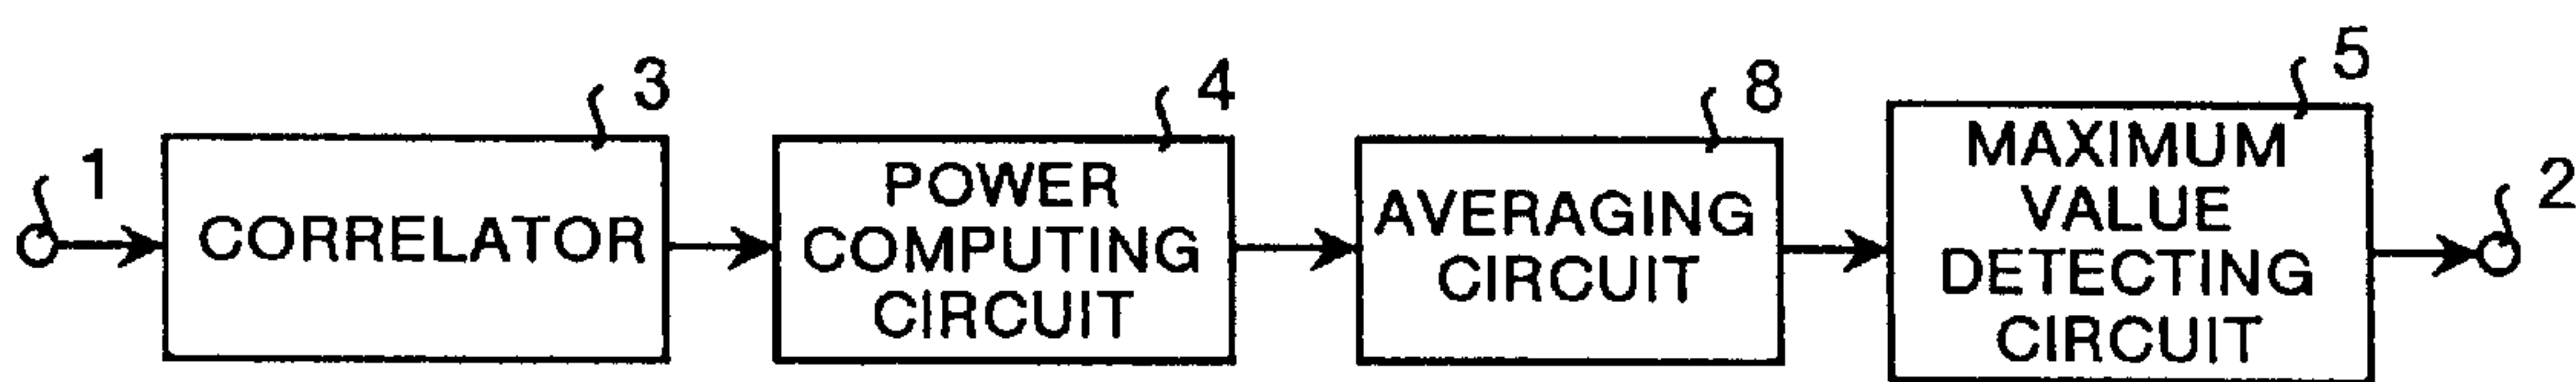 1
3
CORRELATOR
4
POWER
COMPUTING
CIRCUIT
8
AVERAGING
CIRCUIT
5
MAXIMUM
VALUE
DETECTING
CIRCUIT
2